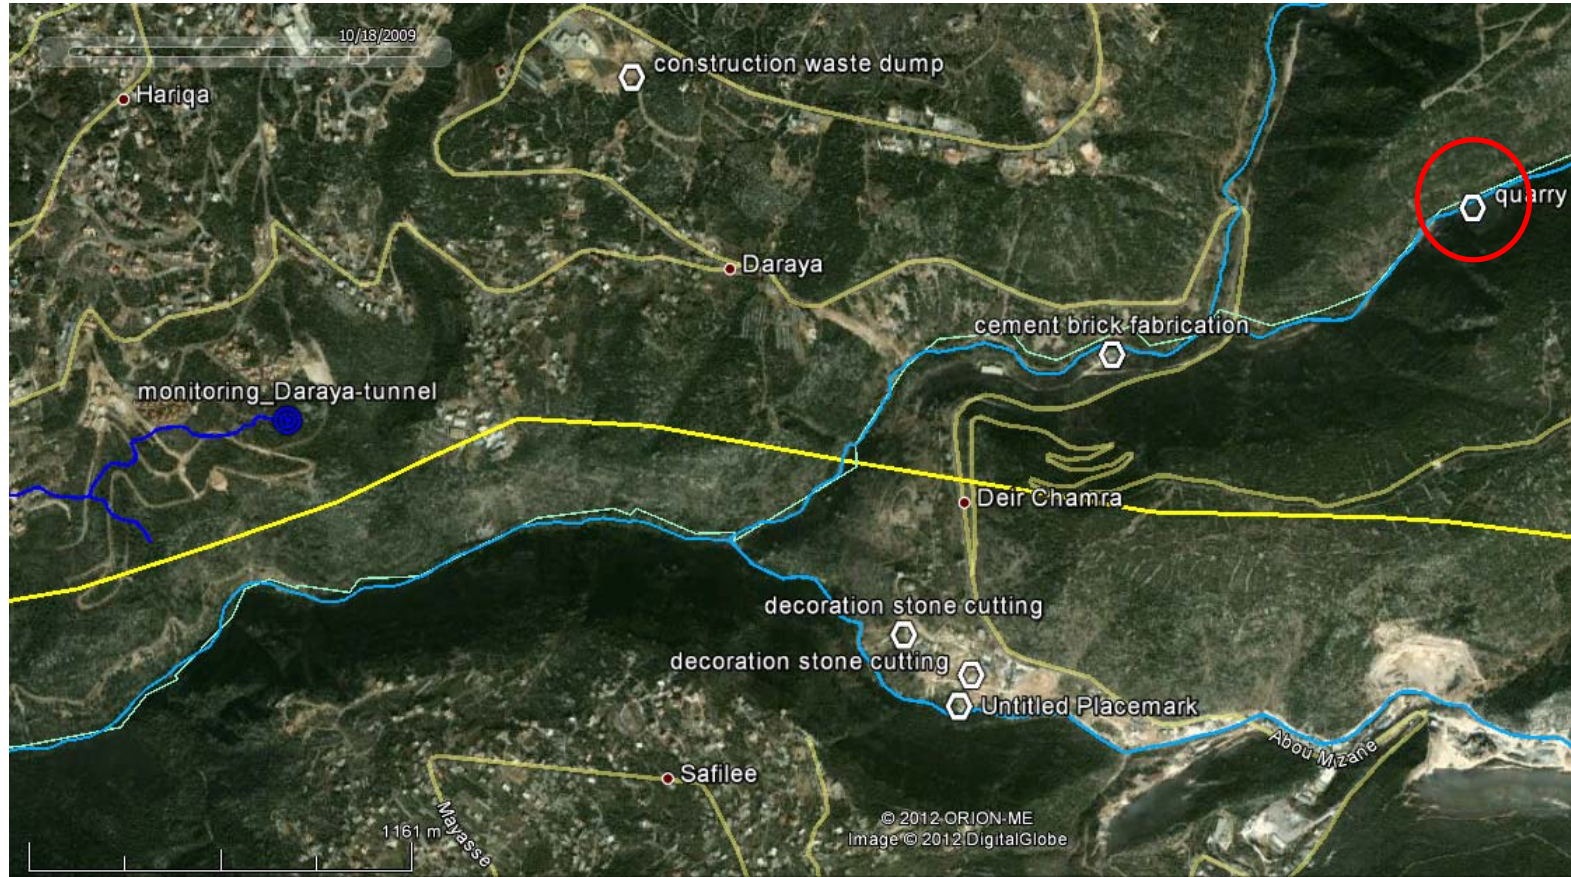 10/18/2009
construction waste dump
Hariqa
quarry
Daraya
cement brick fabrication
monitoring_Daraya-tunnel
Deir Chamra
decoration stone cutting
decoration stone cutting
Untitled Placemark
Abou Mizane
Safilee
Mayasse
1161 m
© 2012 ORION-ME
Image © 2012 DigitalGlobe